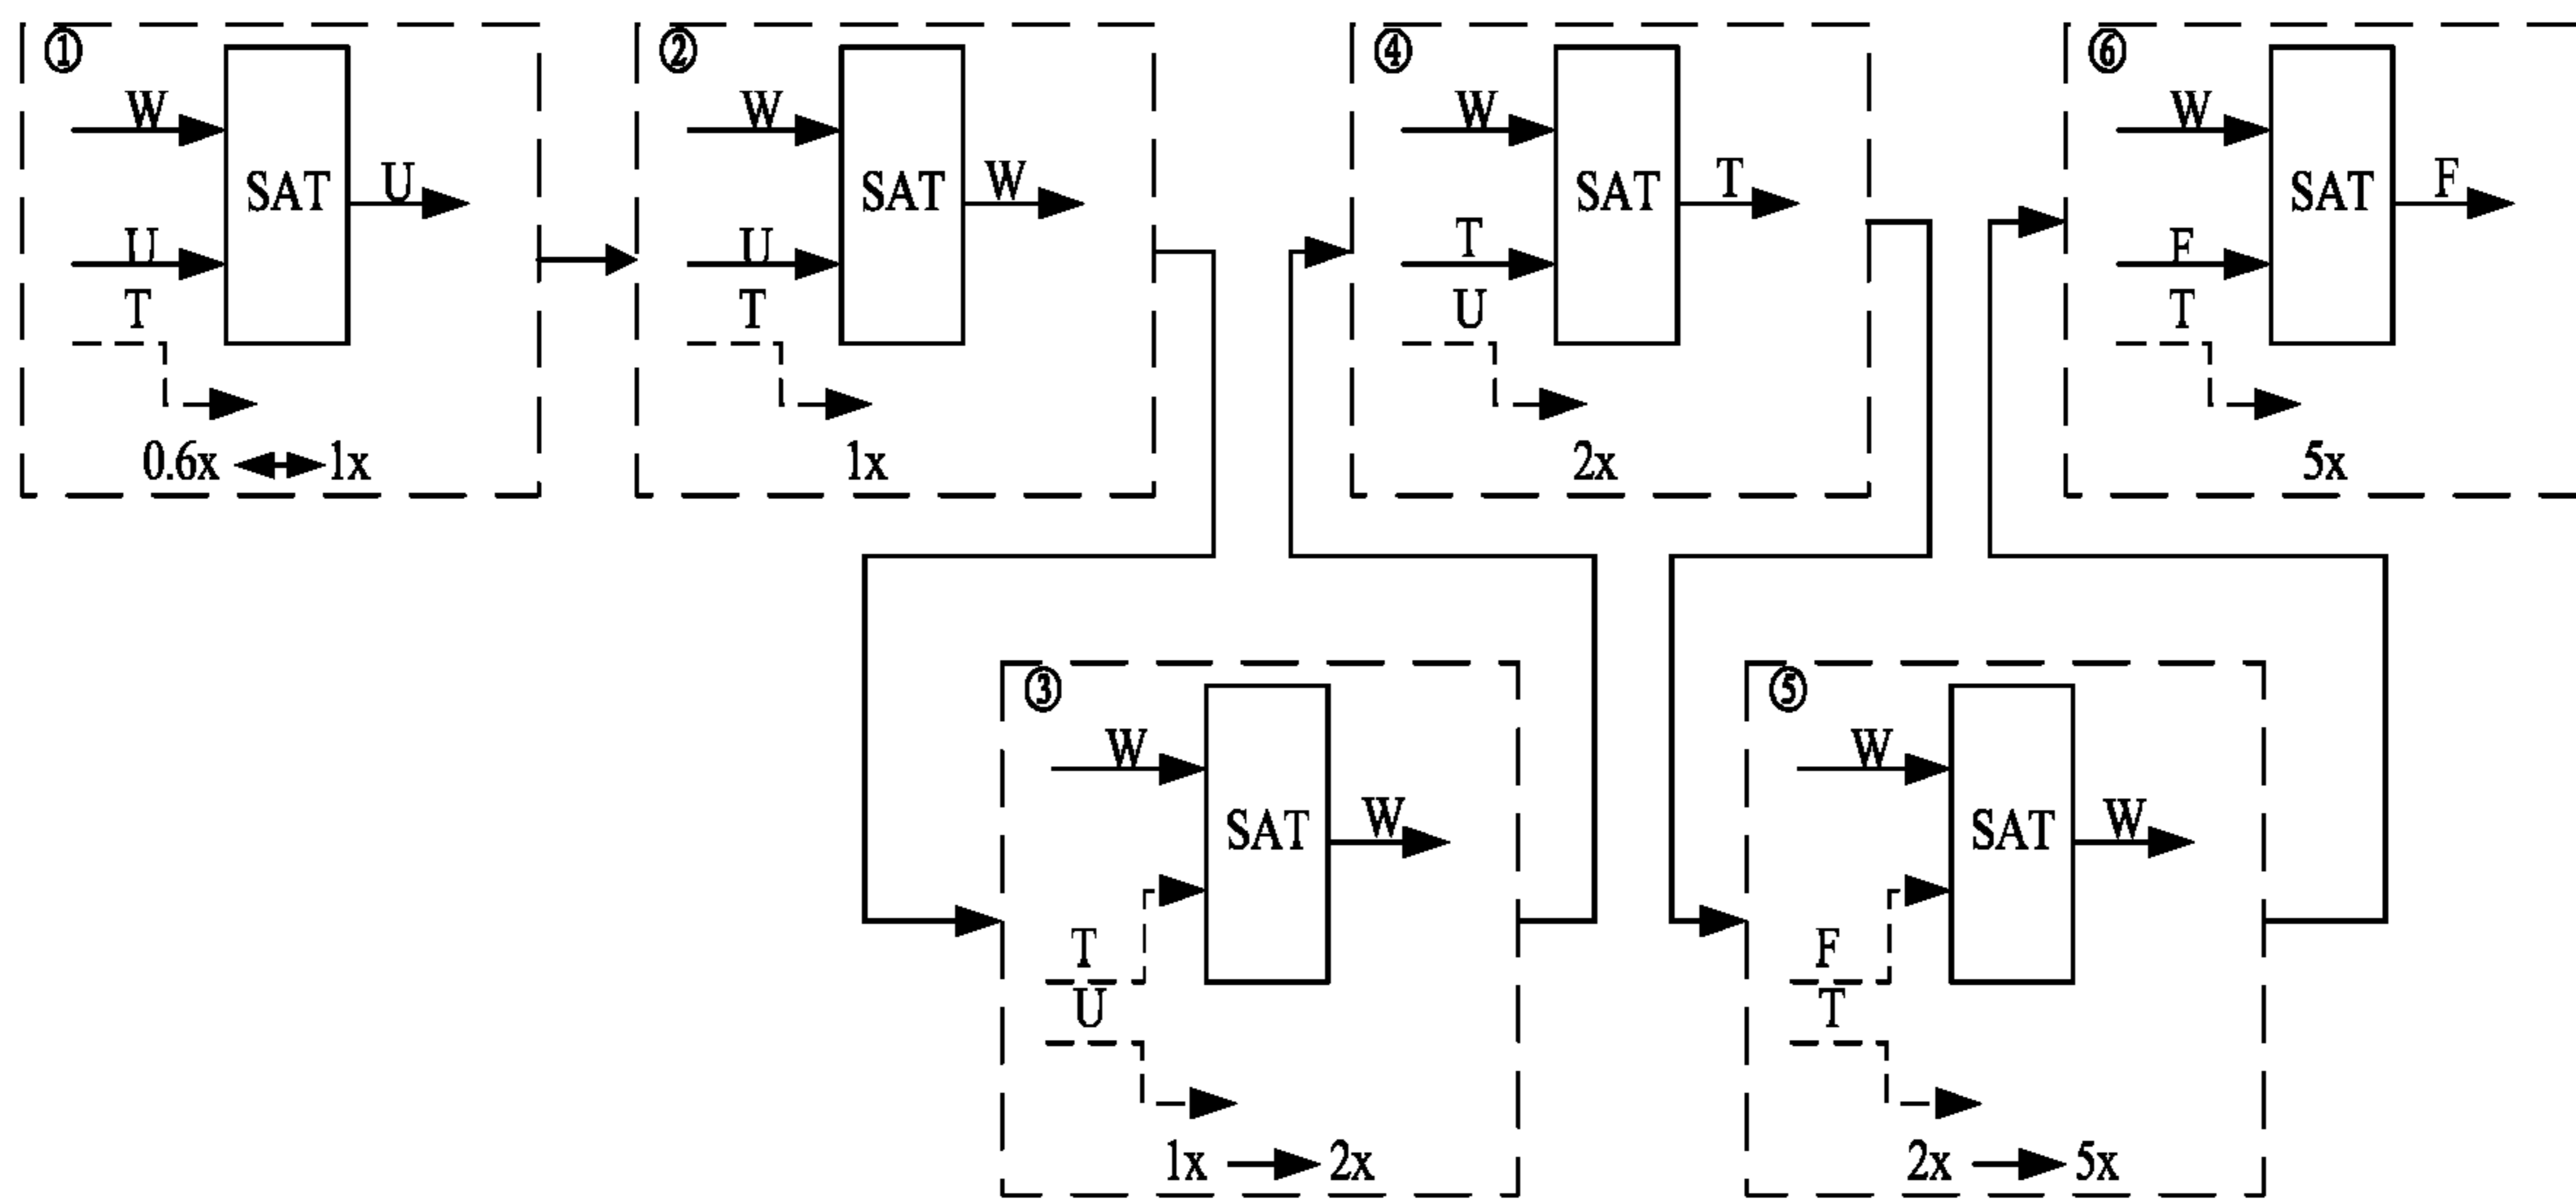 ①
W
SAT
U
U
T
0.6x 1x
②
W
SAT
W
U
T
1x
④
W
SAT
T
T
U
2x
⑥
W
SAT
F
F
T
5x
③
W
SAT
W
T
U
1x 2x
⑤
W
SAT
W
F
T
2x 5x